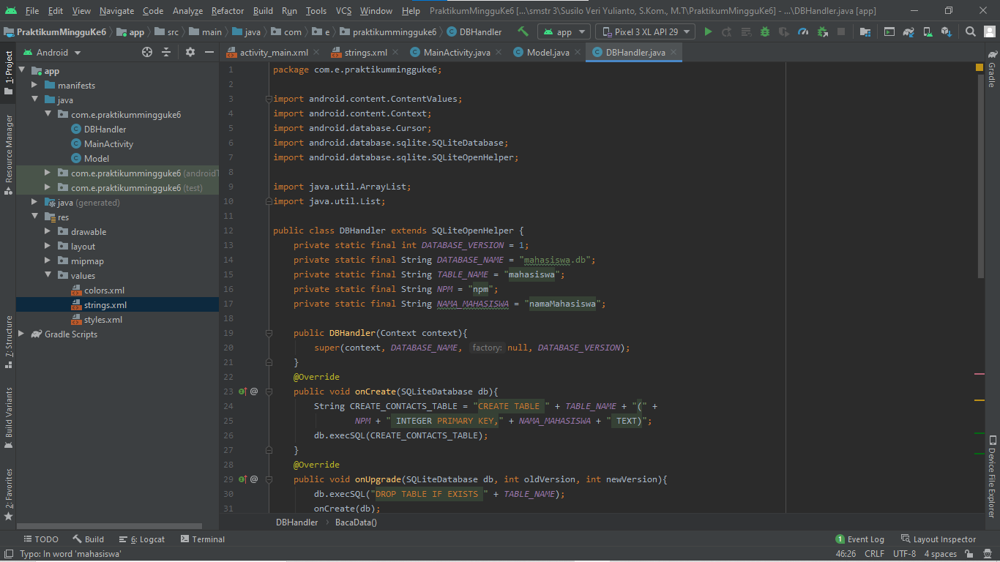 File Edit View Navigate Code Analyze Refactor Build Run Tools VCS Window Help PraktikumMingguKe6 [...\smstr 3\Susilo Veri Yulianto, S.Kom., M.T\PraktikumMingguKe6] - ...\DBHandler.java [app]
PraktikumMingguKe6 app src main java com e praktikummingguke6 DBHandler app Pixel 3 XL API 29
Android activity_main.xml strings.xml MainActivity.java Model.java DBHandler.java
1: Project
Resource Manager
7: Structure
Build Variants
2: Favorites
app
manifests
java
com.e.praktikummingguke6
DBHandler
MainActivity
Model
com.e.praktikummingguke6 (androidT
com.e.praktikummingguke6 (test)
java (generated)
res
drawable
layout
mipmap
values
colors.xml
strings.xml
styles.xml
Gradle Scripts
1 package com.e.praktikummingguke6;
2
3 import android.content.ContentValues;
4 import android.content.Context;
5 import android.database.Cursor;
6 import android.database.sqlite.SQLiteDatabase;
7 import android.database.sqlite.SQLiteOpenHelper;
8
9 import java.util.ArrayList;
10 import java.util.List;
11
12 public class DBHandler extends SQLiteOpenHelper {
13 private static final int DATABASE_VERSION = 1;
14 private static final String DATABASE_NAME = "mahasiswa.db";
15 private static final String TABLE_NAME = "mahasiswa";
16 private static final String NPM = "npm";
17 private static final String NAMA_MAHASISWA = "namaMahasiswa";
18
19 public DBHandler(Context context){
20 super(context, DATABASE_NAME, factory: null, DATABASE_VERSION);
21 }
22 @Override
23 @ public void onCreate(SQLiteDatabase db){
24 String CREATE_CONTACTS_TABLE = "CREATE TABLE " + TABLE_NAME + "(" +
25 NPM + " INTEGER PRIMARY KEY," + NAMA_MAHASISWA + " TEXT)";
26 db.execSQL(CREATE_CONTACTS_TABLE);
27 }
28 @Override
29 @ public void onUpgrade(SQLiteDatabase db, int oldVersion, int newVersion){
30 db.execSQL("DROP TABLE IF EXISTS " + TABLE_NAME);
31 onCreate(db);
DBHandler BacaData()
Gradle
Device File Explorer
TODO Build 6: Logcat Terminal 1 Event Log Layout Inspector
Typo: In word 'mahasiswa' 46:26 CRLF UTF-8 4 spaces